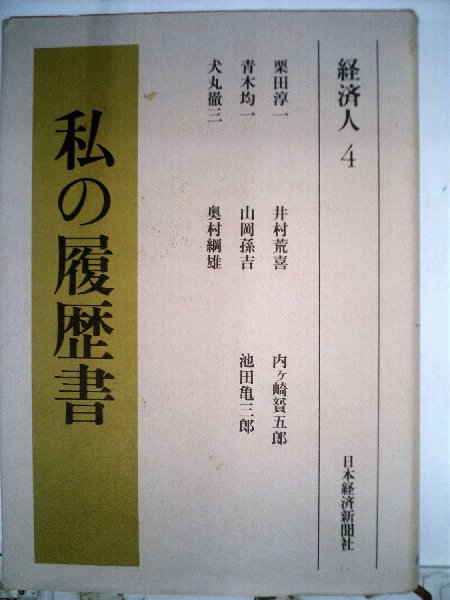 経済人 4
栗田淳一 井村荒喜 内ヶ崎贇五郎
青木均一 山岡孫吉 池田亀三郎
犬丸徹三 奥村綱雄
私の履歴書
日本経済新聞社